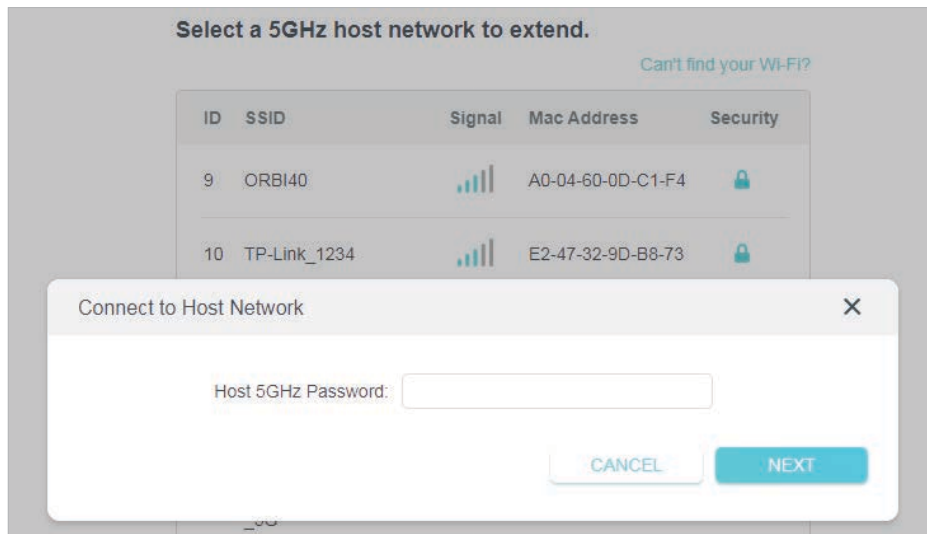 Select a 5GHz host network to extend.
Can't find your Wi-Fi?
ID SSID Signal Mac Address Security
9 ORBI40 A0-04-60-0D-C1-F4
10 TP-Link_1234 E2-47-32-9D-B8-73
Connect to Host Network
Host 5GHz Password:
CANCEL NEXT